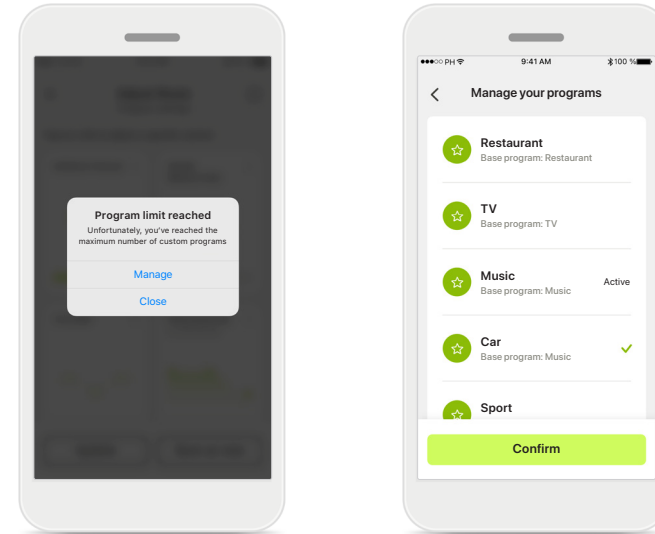 Program limit reached
Unfortunately, you've reached the
maximum number of custom programs
Manage
Close
PH
9:41 AM
100 %
Manage your programs
Restaurant
Base program: Restaurant
TV
Base program: TV
Music
Base program: Music
Active
Car
Base program: Music
Sport
Confirm